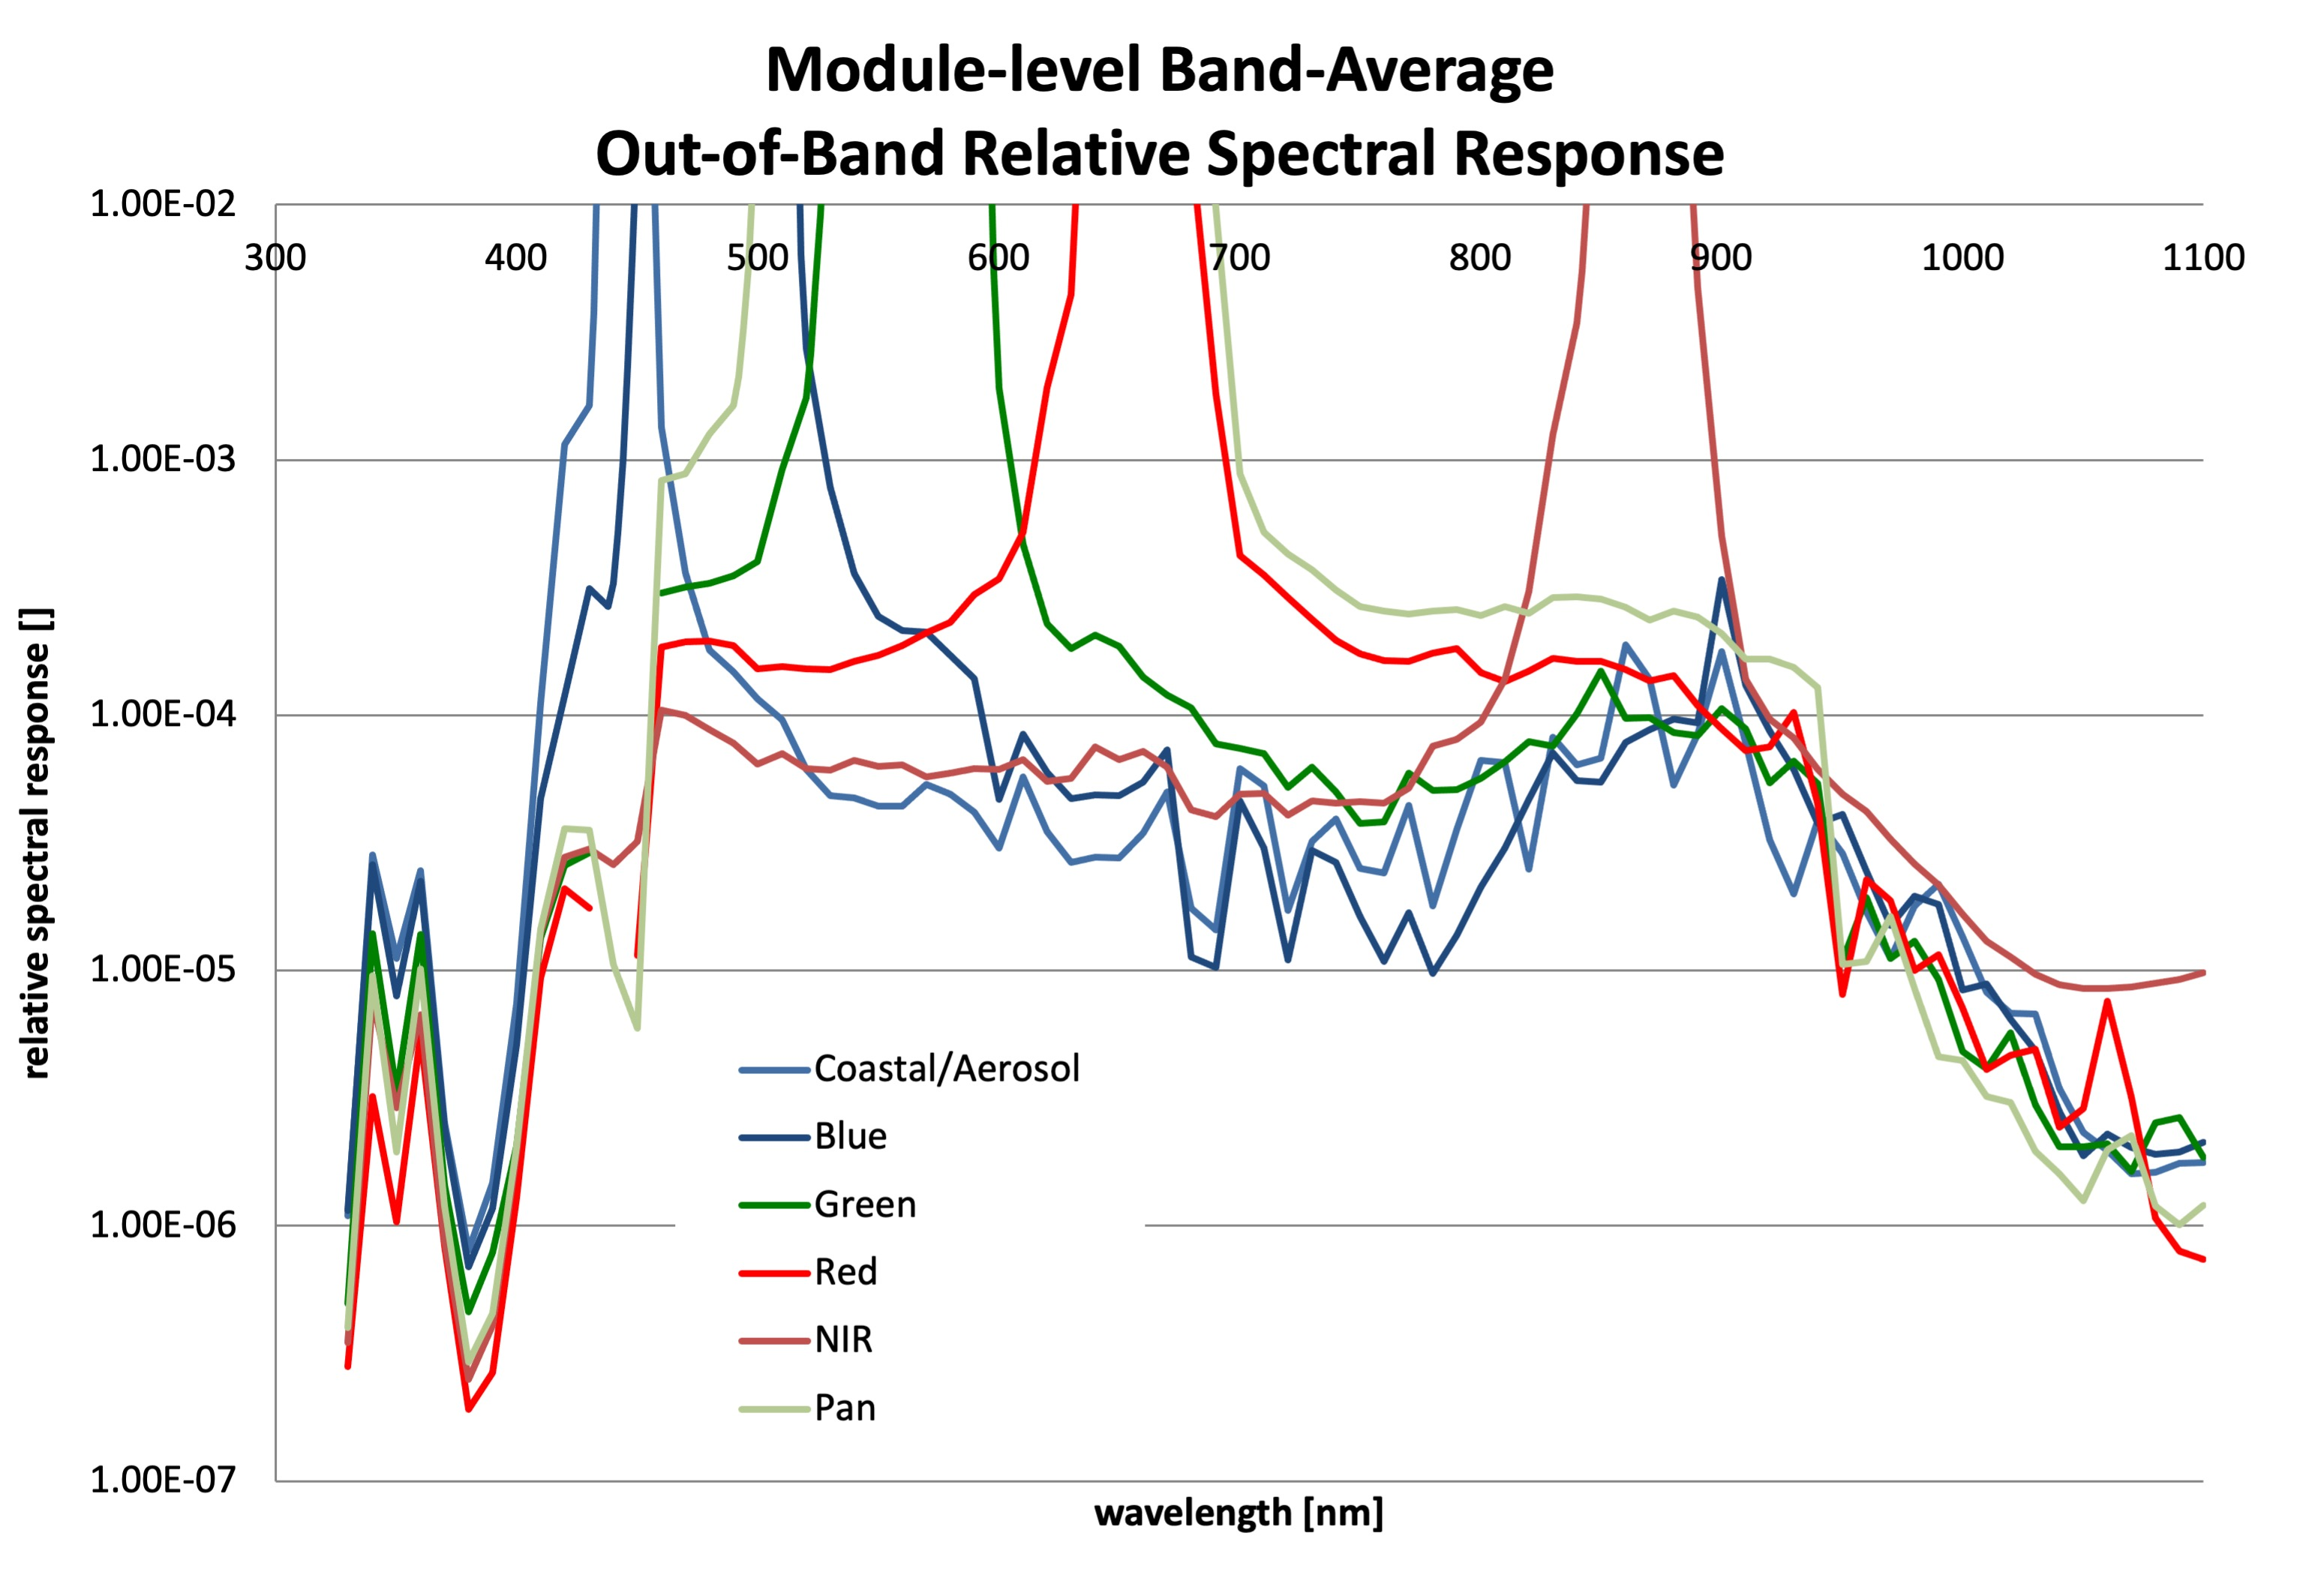 Module-level Band-Average
Out-of-Band Relative Spectral Response
1.00E-02
300 400 500 600 700 800 900 1000 1100
1.00E-03
1.00E-04
1.00E-05
1.00E-06
1.00E-07
relative spectral response []
Coastal/Aerosol
Blue
Green
Red
NIR
Pan
wavelength [nm]